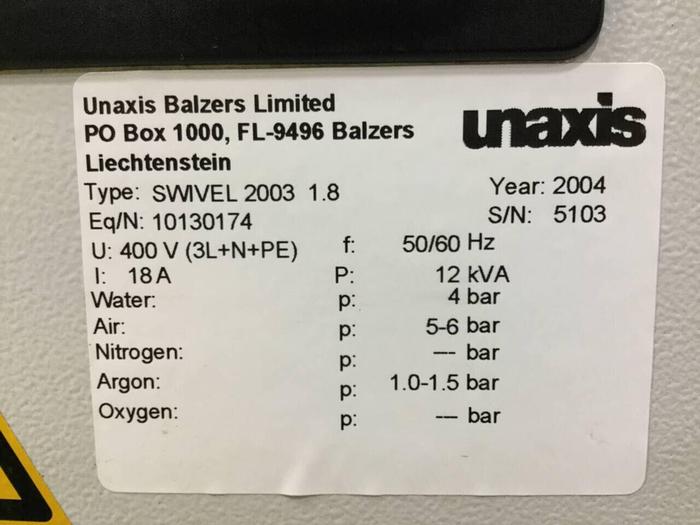 Unaxis Balzers Limited
PO Box 1000, FL-9496 Balzers
Liechtenstein
unaxis
Type: SWIVEL 2003 1.8 Year: 2004
Eq/N: 10130174 S/N: 5103
U: 400 V (3L+N+PE) f: 50/60 Hz
I: 18 A P: 12 kVA
Water: p: 4 bar
Air: p: 5-6 bar
Nitrogen: p: --- bar
Argon: p: 1.0-1.5 bar
Oxygen: p: --- bar